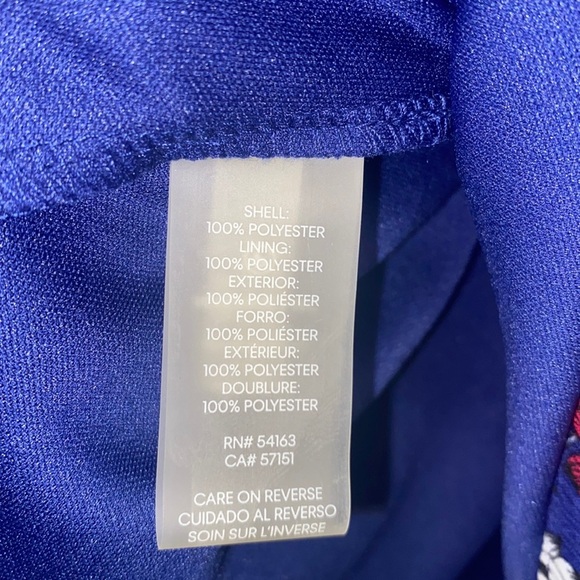 SHELL:
100% POLYESTER
LINING:
100% POLYESTER
EXTERIOR:
100% POLIÉSTER
FORRO:
100% POLIÉSTER
EXTÉRIEUR:
100% POLYESTER
DOUBLURE:
100% POLYESTER
RN# 54163
CA# 57151
CARE ON REVERSE
CUIDADO AL REVERSO
SOIN SUR L'INVERSE